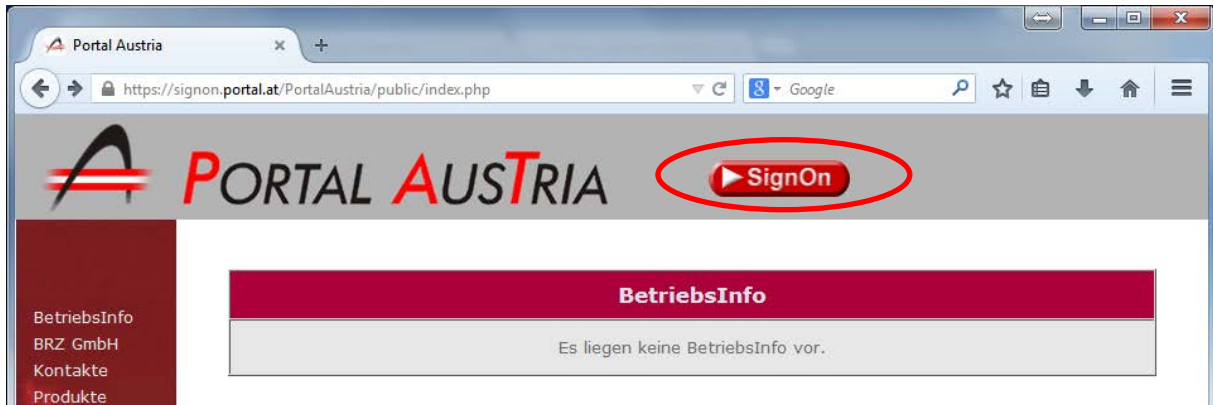 Portal Austria
https://signon.portal.at/PortalAustria/public/index.php
Google
PORTAL AUSTRIA
SignOn
BetriebsInfo
Es liegen keine BetriebsInfo vor.
BetriebsInfo
BRZ GmbH
Kontakte
Produkte